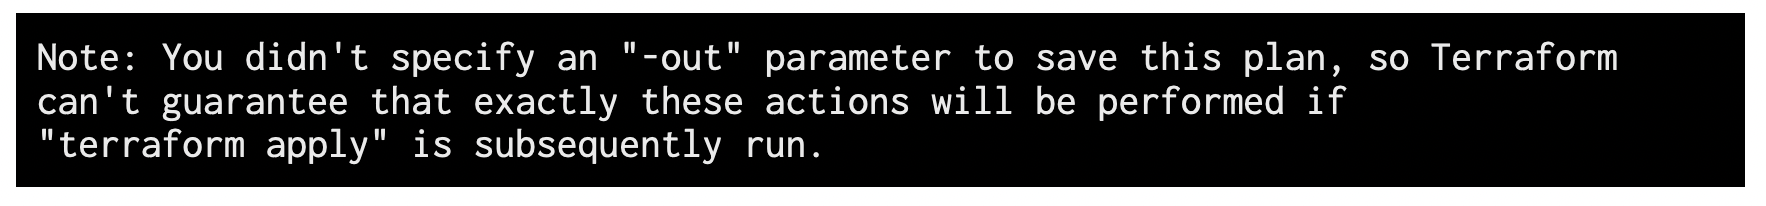 Note: You didn't specify an "-out" parameter to save this plan, so Terraform
can't guarantee that exactly these actions will be performed if
"terraform apply" is subsequently run.